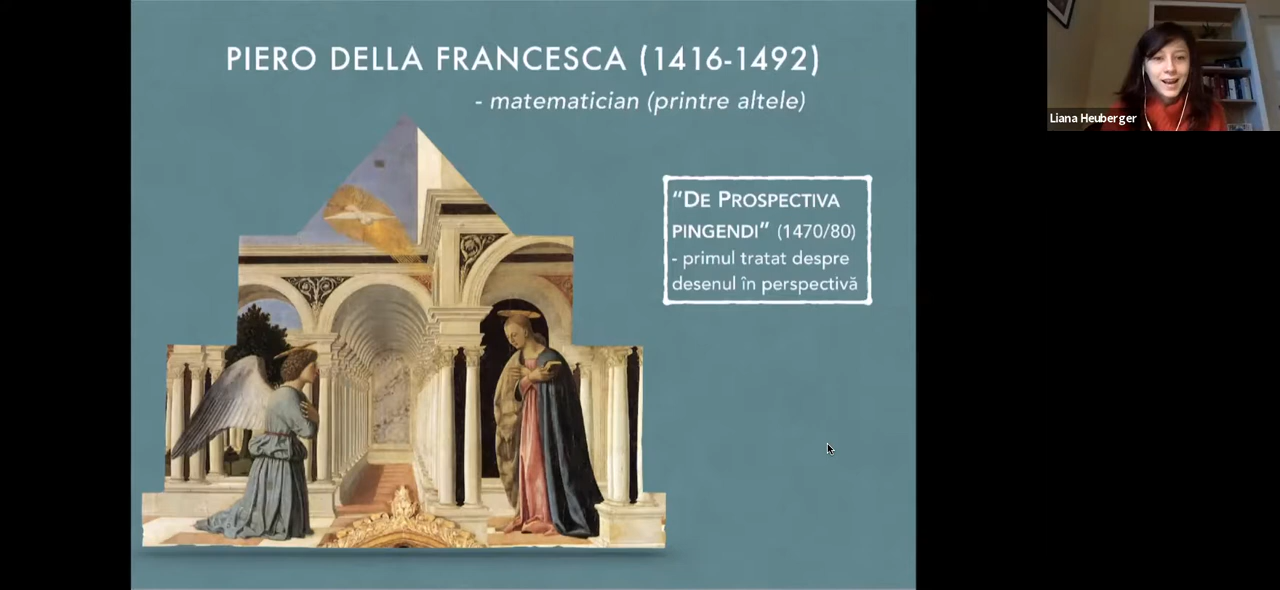 PIERO DELLA FRANCESCA (1416-1492)
- matematician (printre altele)
"DE PROSPECTIVA
PINGENDI" (1470/80)
- primul tratat despre
desenul în perspectivă
Liana Heuberger